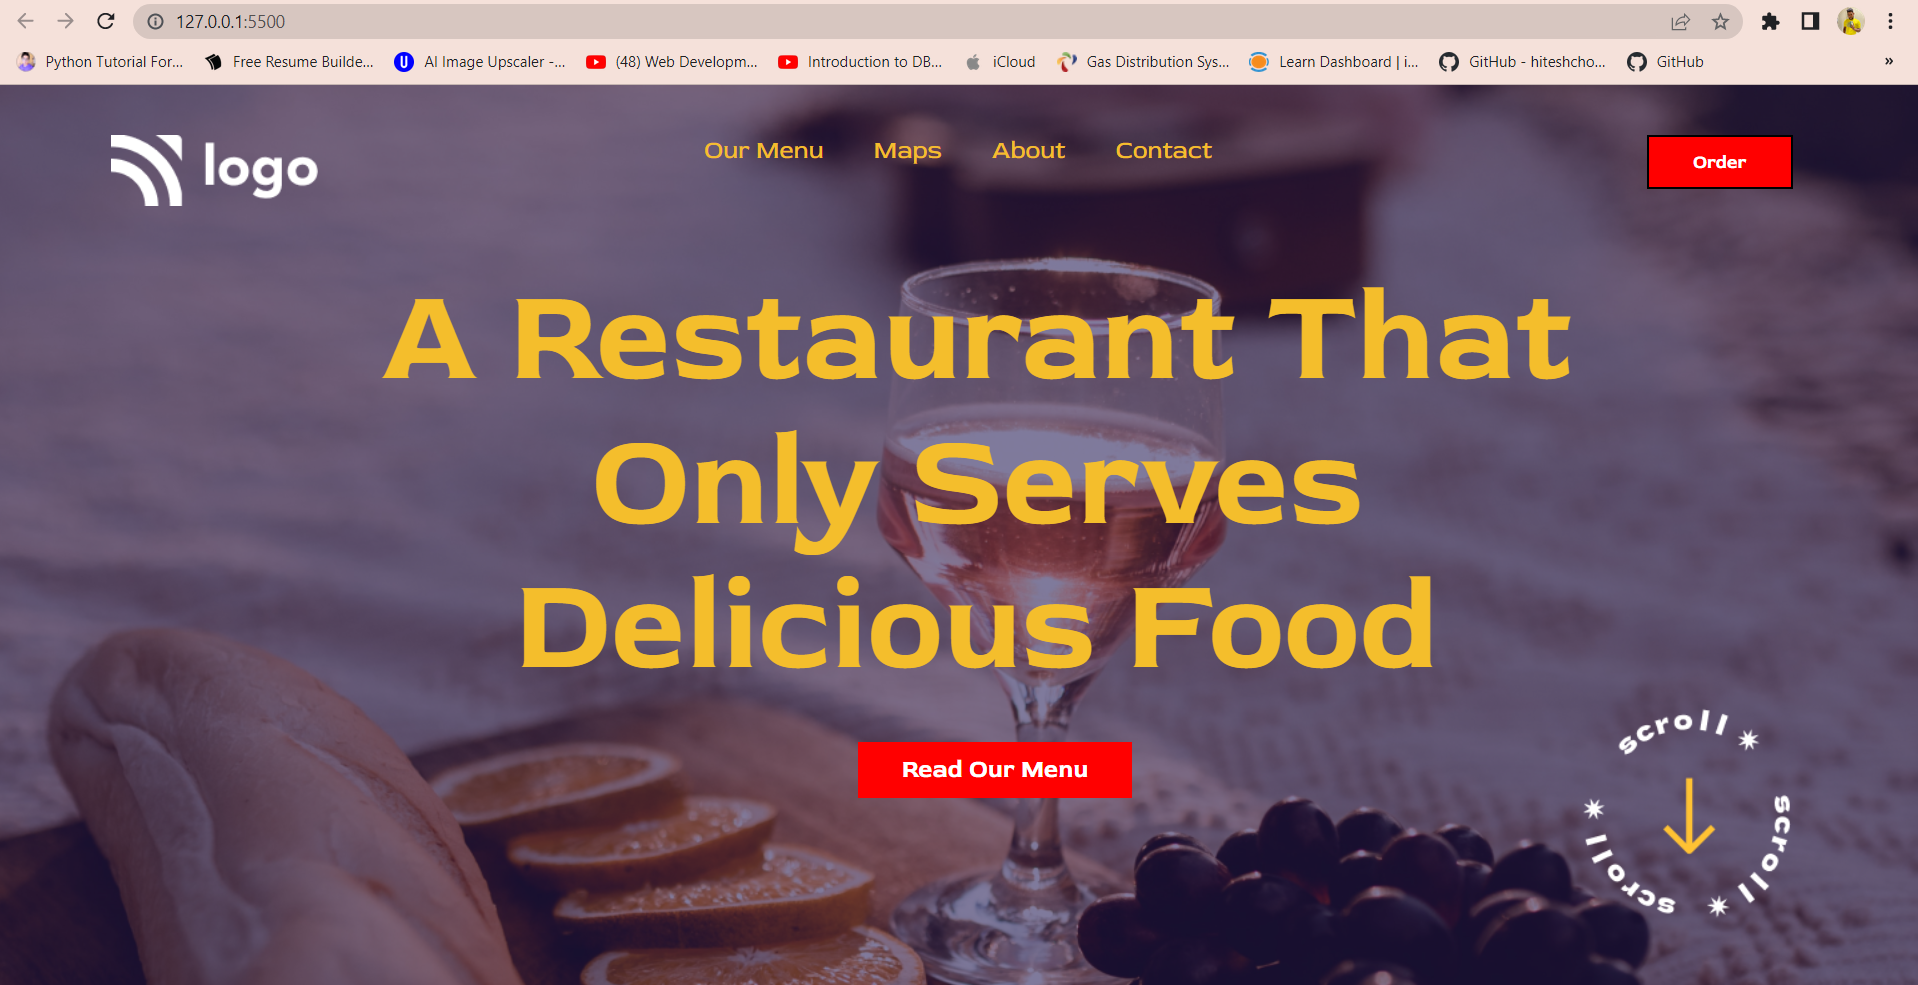 127.0.0.1:5500
Python Tutorial For...
Free Resume Builde...
U
AI Image Upscaler -...
(48) Web Developm...
Introduction to DB...
iCloud
Gas Distribution Sys...
Learn Dashboard | i...
GitHub - hiteshcho...
GitHub
»
logo
Our Menu
Maps
About
Contact
Order
A Restaurant That
Only Serves
Delicious Food
Read Our Menu
scroll
scroll
scroll